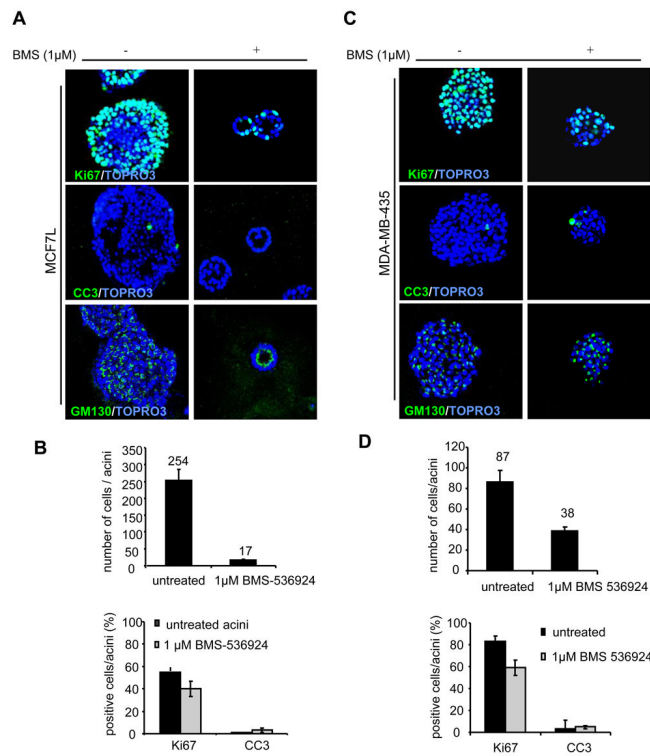 A
BMS (1µM) - +
MCF7L
Ki67/TOPRO3
CC3/TOPRO3
GM130/TOPRO3
C
BMS (1µM) - +
MDA-MB-435
Ki67/TOPRO3
CC3/TOPRO3
GM130/TOPRO3
B
number of cells / acini
350
300
250
200
150
100
50
0
254
17
untreated 1µM BMS-536924
positive cells/acini (%)
100
80
60
40
20
0
untreated acini
1 µM BMS-536924
Ki67 CC3
D
number of cells/acini
120
100
80
60
40
20
0
87
38
untreated 1µM BMS 536924
positive cells/acini (%)
100
80
60
40
20
0
untreated
1µM BMS 536924
Ki67 CC3